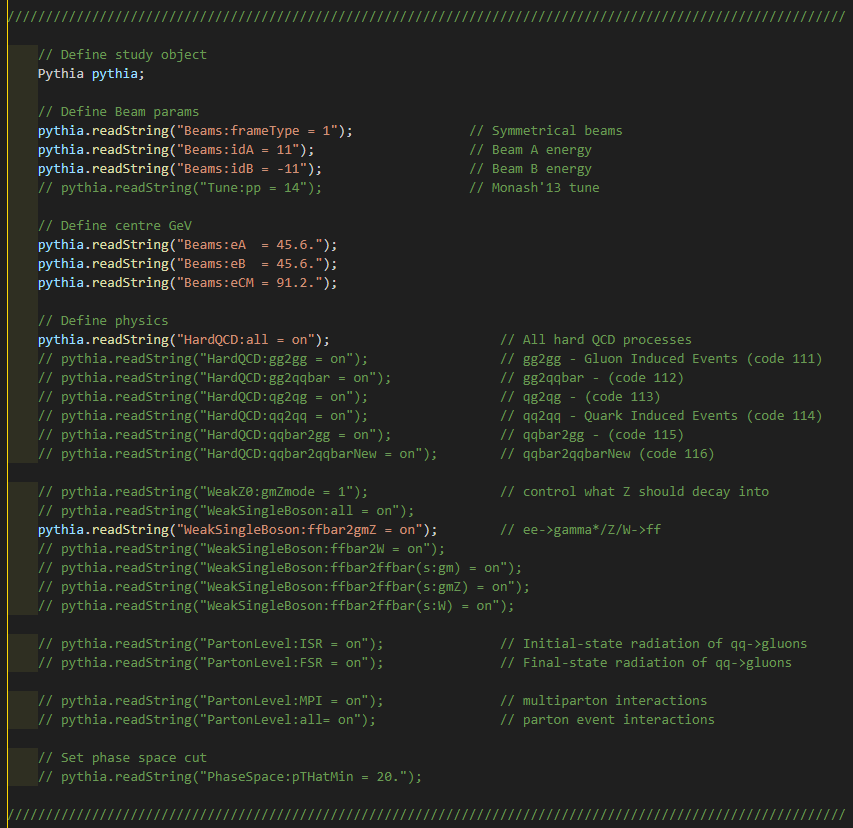 ////////////////////////////////////////////////////////////////////////////////////////////////////////////
// Define study object
Pythia pythia;
// Define Beam params
pythia.readString("Beams:frameType = 1"); // Symmetrical beams
pythia.readString("Beams:idA = 11"); // Beam A energy
pythia.readString("Beams:idB = -11"); // Beam B energy
// pythia.readString("Tune:pp = 14"); // Monash'13 tune
// Define centre GeV
pythia.readString("Beams:eA  = 45.6.");
pythia.readString("Beams:eB  = 45.6.");
pythia.readString("Beams:eCM = 91.2.");
// Define physics
pythia.readString("HardQCD:all = on"); // All hard QCD processes
// pythia.readString("HardQCD:gg2gg = on"); // gg2gg - Gluon Induced Events (code 111)
// pythia.readString("HardQCD:gg2qqbar = on"); // gg2qqbar - (code 112)
// pythia.readString("HardQCD:qg2qg = on"); // qg2qg - (code 113)
// pythia.readString("HardQCD:qq2qq = on"); // qq2qq - Quark Induced Events (code 114)
// pythia.readString("HardQCD:qqbar2gg = on"); // qqbar2gg - (code 115)
// pythia.readString("HardQCD:qqbar2qqbarNew = on"); // qqbar2qqbarNew (code 116)
// pythia.readString("WeakZ0:gmZmode = 1"); // control what Z should decay into
// pythia.readString("WeakSingleBoson:all = on");
pythia.readString("WeakSingleBoson:ffbar2gmZ = on"); // ee->gamma*/Z/W->ff
// pythia.readString("WeakSingleBoson:ffbar2W = on");
// pythia.readString("WeakSingleBoson:ffbar2ffbar(s:gm) = on");
// pythia.readString("WeakSingleBoson:ffbar2ffbar(s:gmZ) = on");
// pythia.readString("WeakSingleBoson:ffbar2ffbar(s:W) = on");
// pythia.readString("PartonLevel:ISR = on"); // Initial-state radiation of qq->gluons
// pythia.readString("PartonLevel:FSR = on"); // Final-state radiation of qq->gluons
// pythia.readString("PartonLevel:MPI = on"); // multiparton interactions
// pythia.readString("PartonLevel:all= on"); // parton event interactions
// Set phase space cut
// pythia.readString("PhaseSpace:pTHatMin = 20.");
////////////////////////////////////////////////////////////////////////////////////////////////////////////